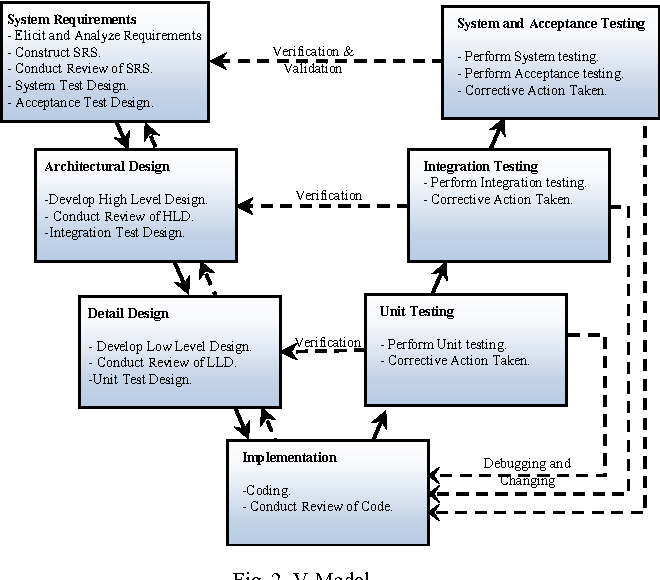 System Requirements
- Elicit and Analyze Requirements
- Construct SRS.
- Conduct Review of SRS.
- System Test Design.
- Acceptance Test Design.
System and Acceptance Testing
- Perform System testing.
- Perform Acceptance testing.
- Corrective Action Taken.
Verification &
Validation
Architectural Design
-Develop High Level Design.
- Conduct Review of HLD.
-Integration Test Design.
Verification
Integration Testing
- Perform Integration testing.
- Corrective Action Taken.
Detail Design
- Develop Low Level Design.
- Conduct Review of LLD.
-Unit Test Design.
Verification
Unit Testing
- Perform Unit testing.
- Corrective Action Taken.
Implementation
-Coding.
- Conduct Review of Code.
Debugging and
Changing
Fig. 2. V-Model